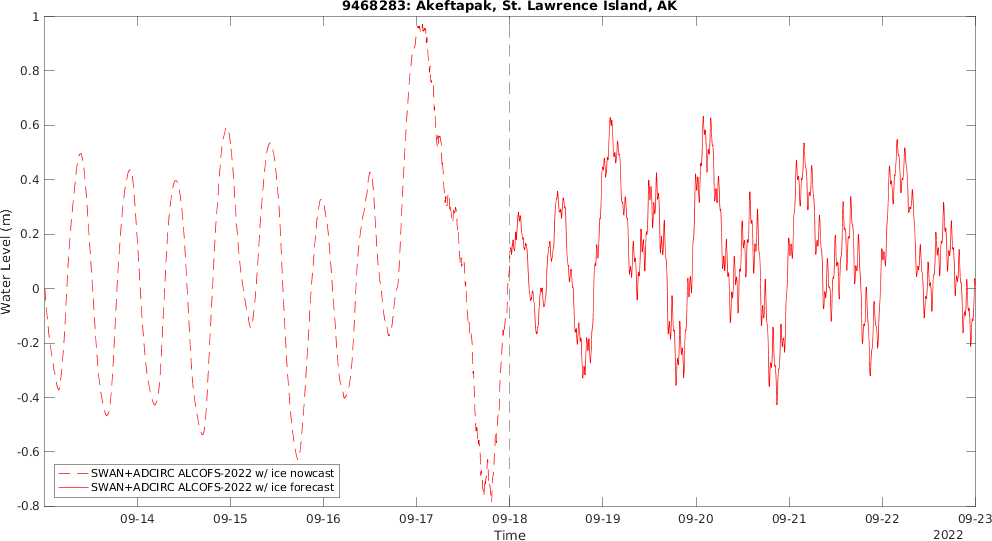 9468283: Akeftapak, St. Lawrence Island, AK
1
0.8
0.6
0.4
0.2
0
-0.2
-0.4
-0.6
-0.8
Water Level (m)
SWAN+ADCIRC ALCOFS-2022 w/ ice nowcast
SWAN+ADCIRC ALCOFS-2022 w/ ice forecast
09-14 09-15 09-16 09-17 09-18 09-19 09-20 09-21 09-22 09-23
Time
2022